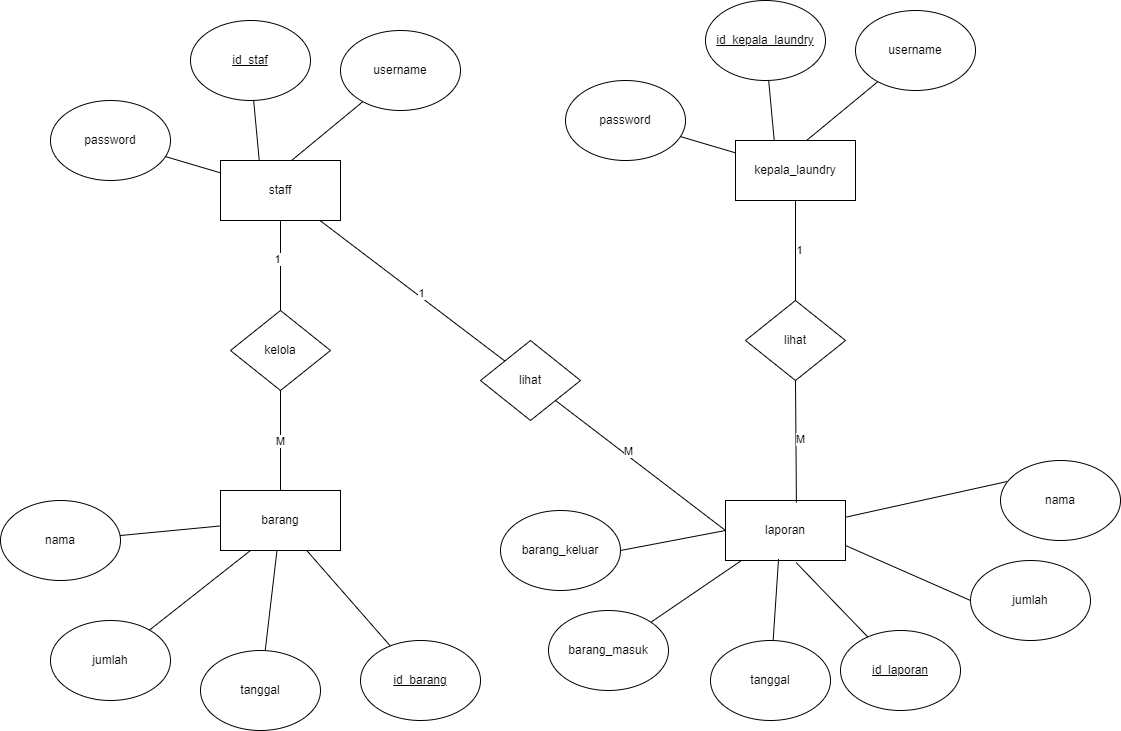 id_staf
username
password
staff
1
kelola
M
barang
nama
jumlah
tanggal
id_barang
1
lihat
M
id_kepala_laundry
username
password
kepala_laundry
1
lihat
M
laporan
barang_keluar
barang_masuk
tanggal
id_laporan
jumlah
nama